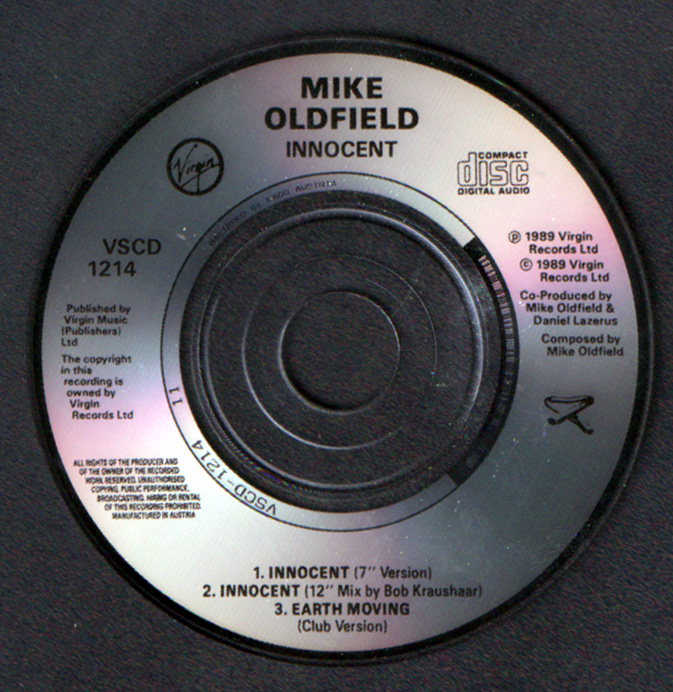 MIKE
OLDFIELD
INNOCENT
Virgin
COMPACT
disc
DIGITAL AUDIO
VSCD
1214
℗ 1989 Virgin
Records Ltd
© 1989 Virgin
Records Ltd
Co-Produced by
Mike Oldfield &
Daniel Lazerus
Composed by
Mike Oldfield
Published by
Virgin Music
(Publishers)
Ltd
The copyright
in this
recording is
owned by
Virgin
Records Ltd
ALL RIGHTS OF THE PRODUCER AND
OF THE OWNER OF THE RECORDED
WORK RESERVED. UNAUTHORISED
COPYING, PUBLIC PERFORMANCE,
BROADCASTING, HIRING OR RENTAL
OF THIS RECORDING PROHIBITED.
MANUFACTURED IN AUSTRIA
VSCD-1214 11
AUSTRIA
1. INNOCENT (7″ Version)
2. INNOCENT (12″ Mix by Bob Kraushaar)
3. EARTH MOVING
(Club Version)